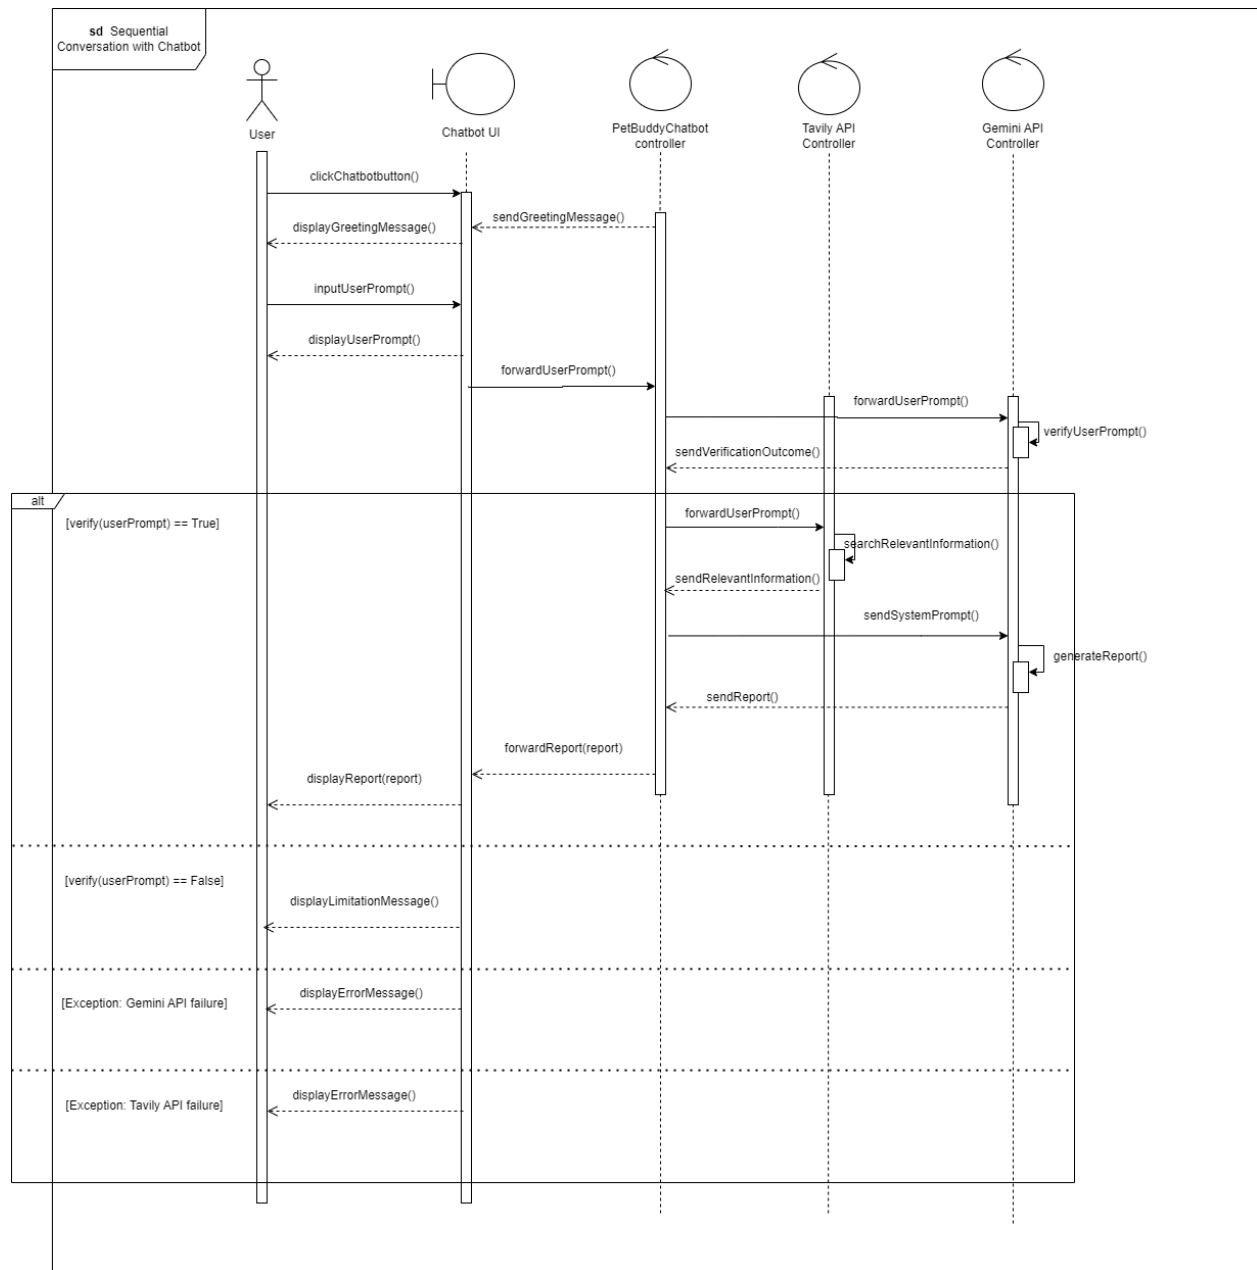 sd Sequential
Conversation with Chatbot
User
Chatbot UI
PetBuddyChatbot
controller
Tavily API
Controller
Gemini API
Controller
clickChatbotbutton()
sendGreetingMessage()
displayGreetingMessage()
inputUserPrompt()
displayUserPrompt()
forwardUserPrompt()
forwardUserPrompt()
verifyUserPrompt()
sendVerificationOutcome()
alt
[verify(userPrompt) == True]
forwardUserPrompt()
searchRelevantInformation()
sendRelevantInformation()
sendSystemPrompt()
generateReport()
sendReport()
forwardReport(report)
displayReport(report)
[verify(userPrompt) == False]
displayLimitationMessage()
[Exception: Gemini API failure]
displayErrorMessage()
[Exception: Tavily API failure]
displayErrorMessage()